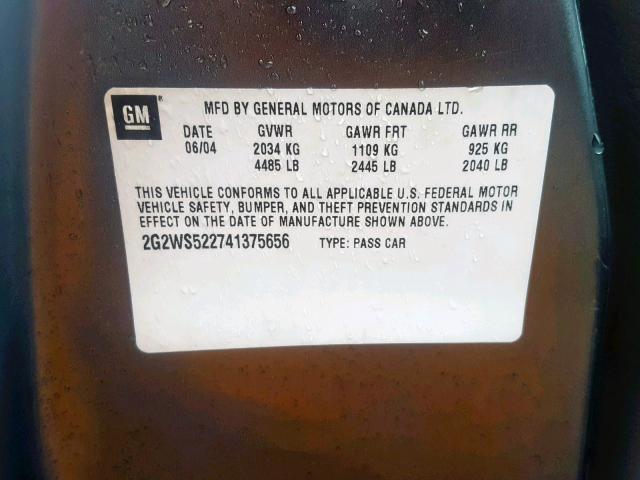 GM®
MFD BY GENERAL MOTORS OF CANADA LTD.
DATE GVWR GAWR FRT GAWR RR
06/04 2034 KG 1109 KG 925 KG
4485 LB 2445 LB 2040 LB
THIS VEHICLE CONFORMS TO ALL APPLICABLE U.S. FEDERAL MOTOR
VEHICLE SAFETY, BUMPER, AND THEFT PREVENTION STANDARDS IN
EFFECT ON THE DATE OF MANUFACTURE SHOWN ABOVE.
2G2WS522741375656 TYPE: PASS CAR